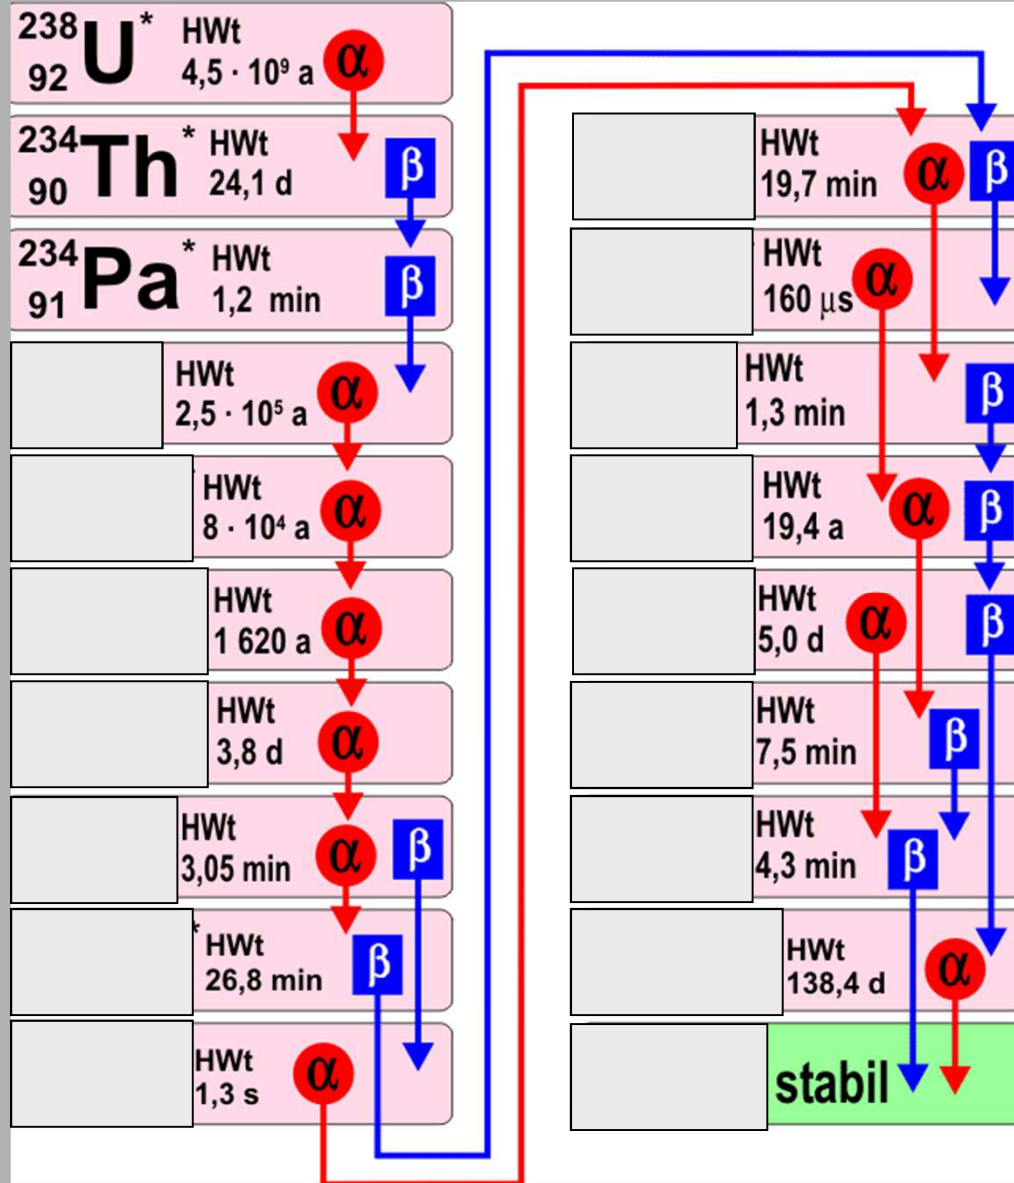 238 U* HWt α
92 4,5 · 10⁹ a
234 Th* HWt β
90 24,1 d
234 Pa* HWt β
91 1,2 min
HWt α
2,5 · 10⁵ a
HWt α
8 · 10⁴ a
HWt α
1 620 a
HWt α
3,8 d
HWt α β
3,05 min
* HWt β
26,8 min
HWt α
1,3 s
HWt α β
19,7 min
HWt α
160 µs
HWt β
1,3 min
HWt α β
19,4 a
HWt α β
5,0 d
HWt β
7,5 min
HWt β
4,3 min
HWt α
138,4 d
stabil